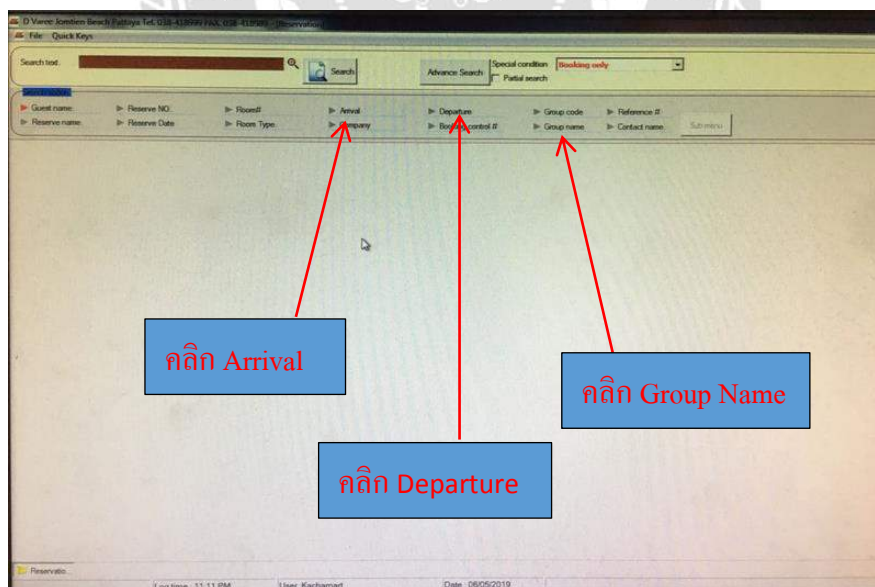 D Varee Jomtien Beach Pattaya Tel. 038-418999 FAX. 038-418989 - [Reservation
File Quick Keys
Search text.
Search
Advance Search
Special condition
Booking only
Partial search
Guest name. Reserve NO. Room# Arrival Departure Group code Reference #
Reserve name. Reserve Date Room Type. Company Booking control # Group name Contact name. Sub menu
คลิก Arrival
คลิก Group Name
คลิก Departure
Reservatio..
Log time : 11:11 PM User. Kachamart Date : 06/05/2019